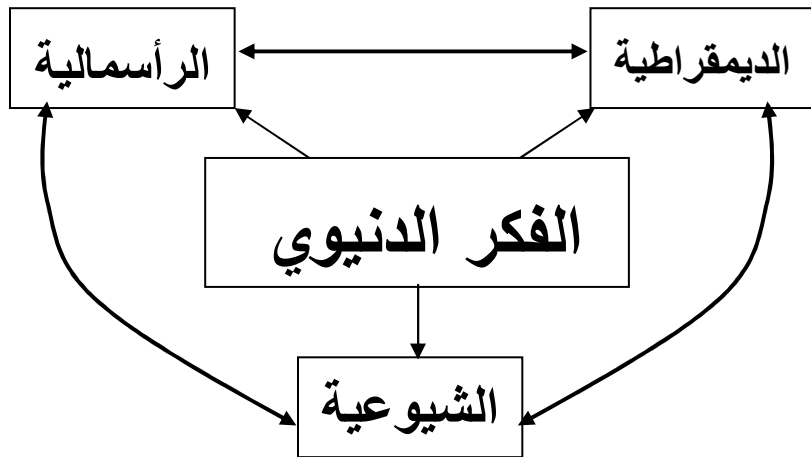 الديمقراطية
الرأسمالية
الفكر الدنيوي
الشيوعية